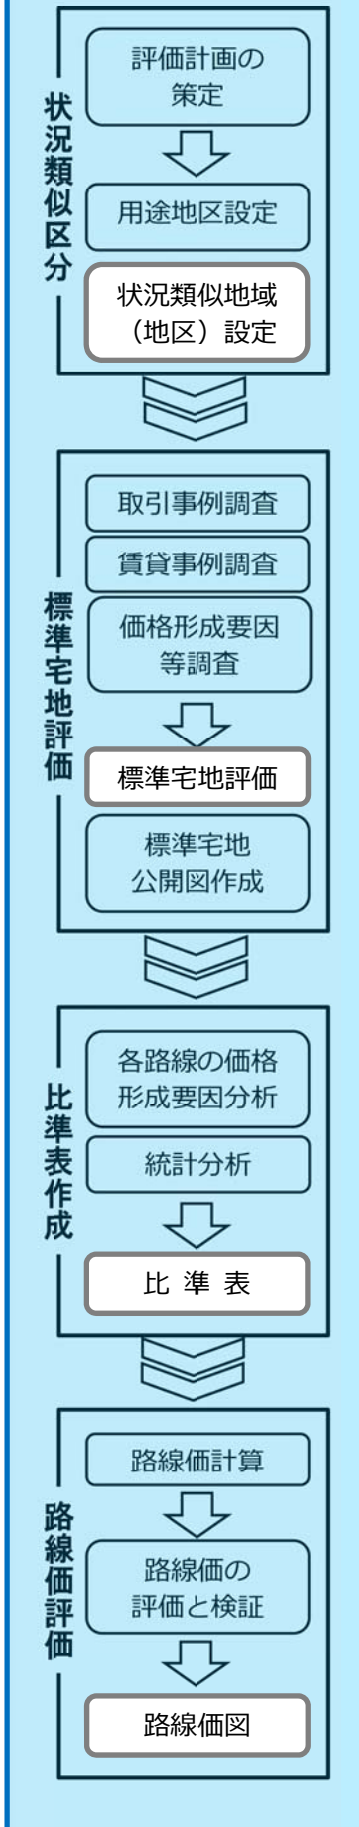 状況類似区分
評価計画の
策定
用途地区設定
状況類似地域
（地区）設定
標準宅地評価
取引事例調査
賃貸事例調査
価格形成要因
等調査
標準宅地評価
標準宅地
公開図作成
比準表作成
各路線の価格
形成要因分析
統計分析
比 準 表
路線価評価
路線価計算
路線価の
評価と検証
路線価図